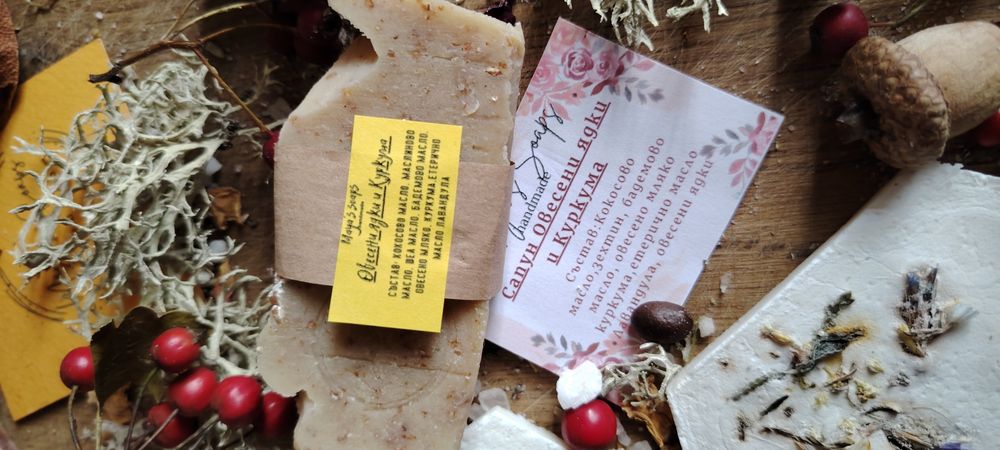 Maya's Soaps
Овесени ядки и Куркума
Състав: кокосово масло, маслиново
масло, шеа масло, бадемово масло,
овесено мляко, куркума, етерично
масло лавандула
Soaps
handmade
Сапун Овесени ядки
и Куркума
Състав: Кокосово
масло, зехтин, бадемово
масло, овесено мляко
куркума, етерично масло
Лавандула, овесени ядки